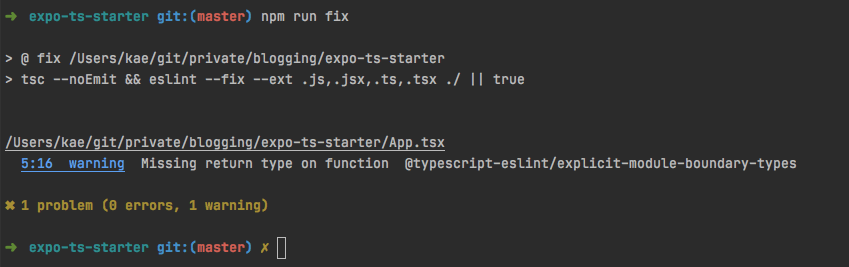 ➜ expo-ts-starter git:(master) npm run fix
> @ fix /Users/kae/git/private/blogging/expo-ts-starter
> tsc --noEmit && eslint --fix --ext .js,.jsx,.ts,.tsx ./ || true
/Users/kae/git/private/blogging/expo-ts-starter/App.tsx
5:16 warning Missing return type on function @typescript-eslint/explicit-module-boundary-types
✖ 1 problem (0 errors, 1 warning)
➜ expo-ts-starter git:(master) ✗